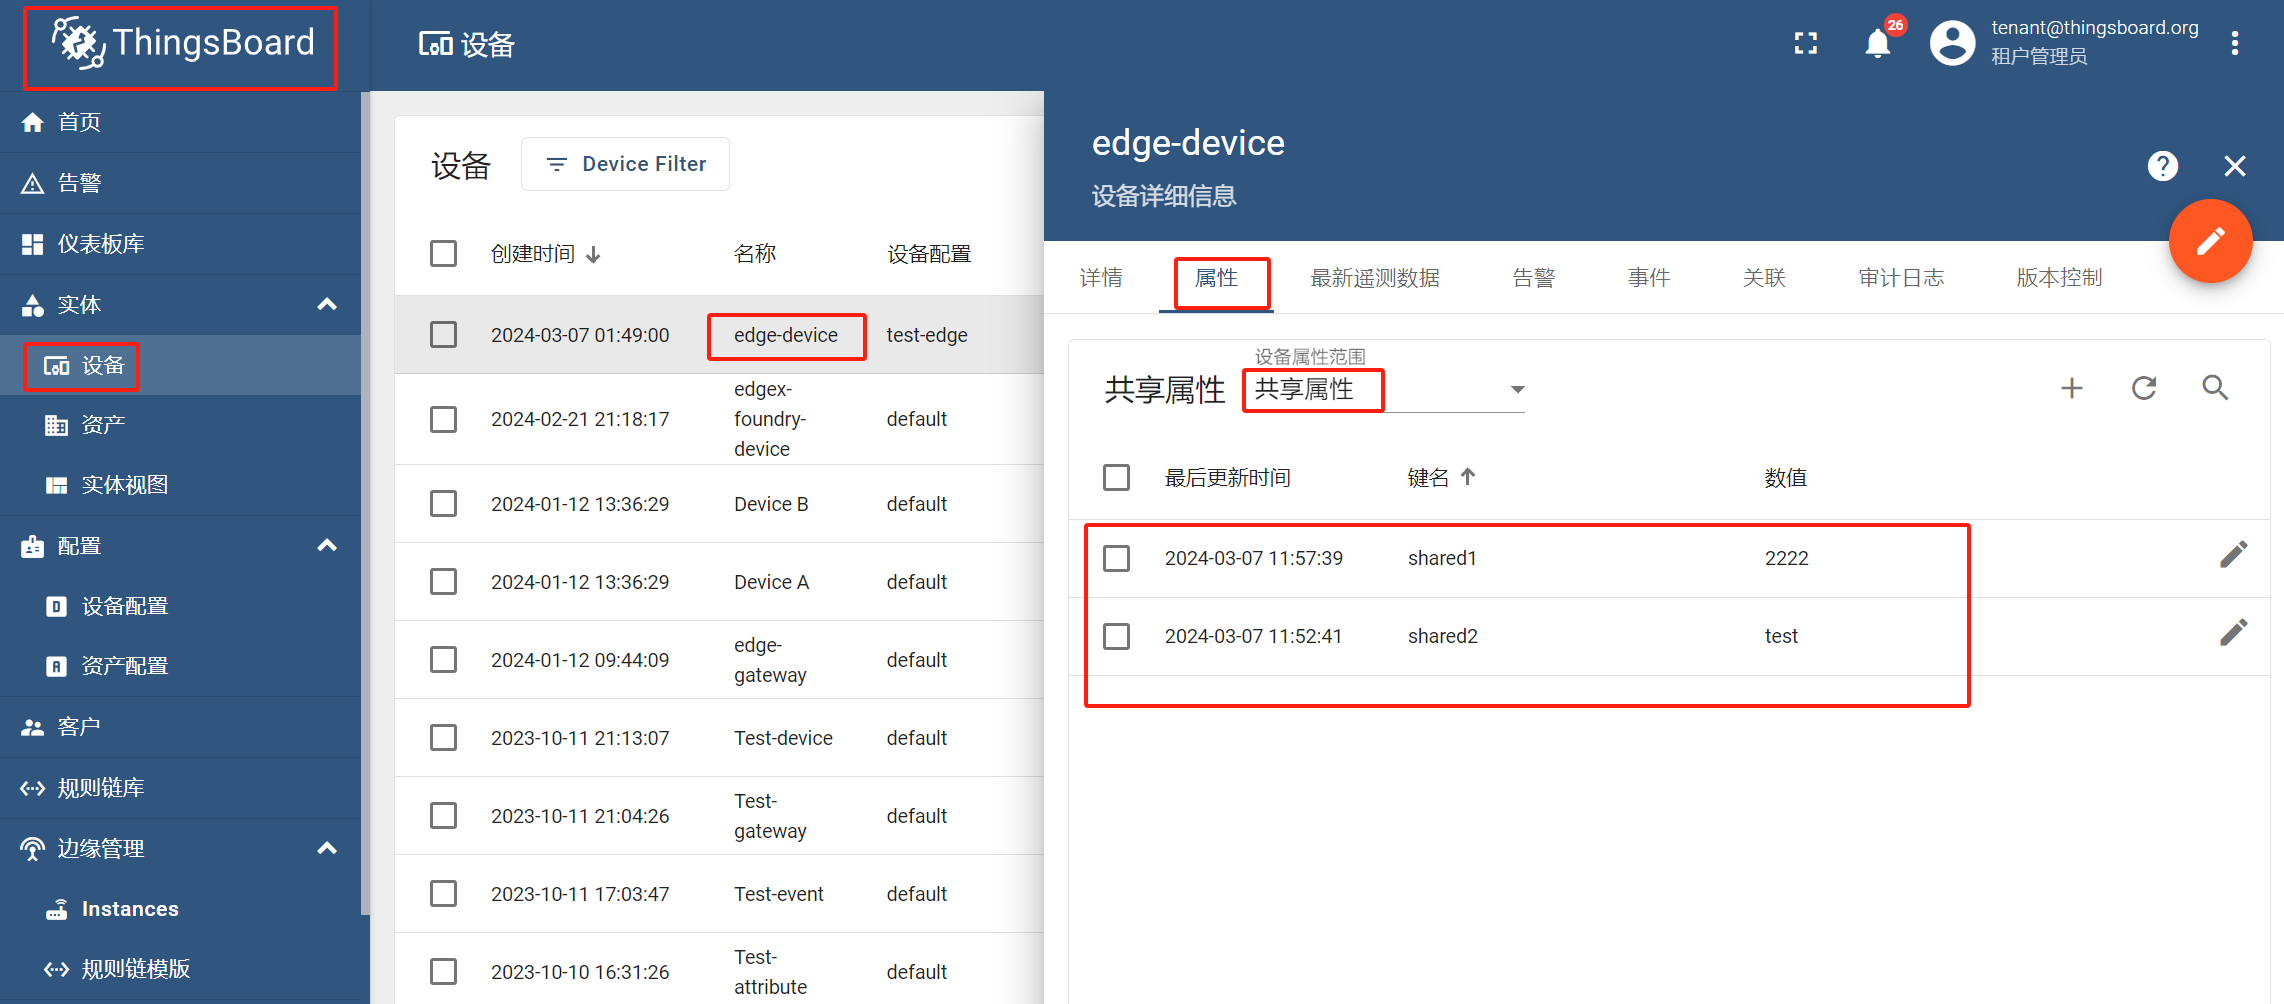 ThingsBoard
设备
26
tenant@thingsboard.org
租户管理员
首页
告警
仪表板库
实体
设备
资产
实体视图
配置
设备配置
资产配置
客户
规则链库
边缘管理
Instances
规则链模版
设备
Device Filter
创建时间 名称 设备配置
2024-03-07 01:49:00 edge-device test-edge
2024-02-21 21:18:17 edgex-
foundry-
device default
2024-01-12 13:36:29 Device B default
2024-01-12 13:36:29 Device A default
2024-01-12 09:44:09 edge-
gateway default
2023-10-11 21:13:07 Test-device default
2023-10-11 21:04:26 Test-
gateway default
2023-10-11 17:03:47 Test-event default
2023-10-10 16:31:26 Test-
attribute default
edge-device
设备详细信息
详情 属性 最新遥测数据 告警 事件 关联 审计日志 版本控制
共享属性
设备属性范围
共享属性
最后更新时间 键名 数值
2024-03-07 11:57:39 shared1 2222
2024-03-07 11:52:41 shared2 test